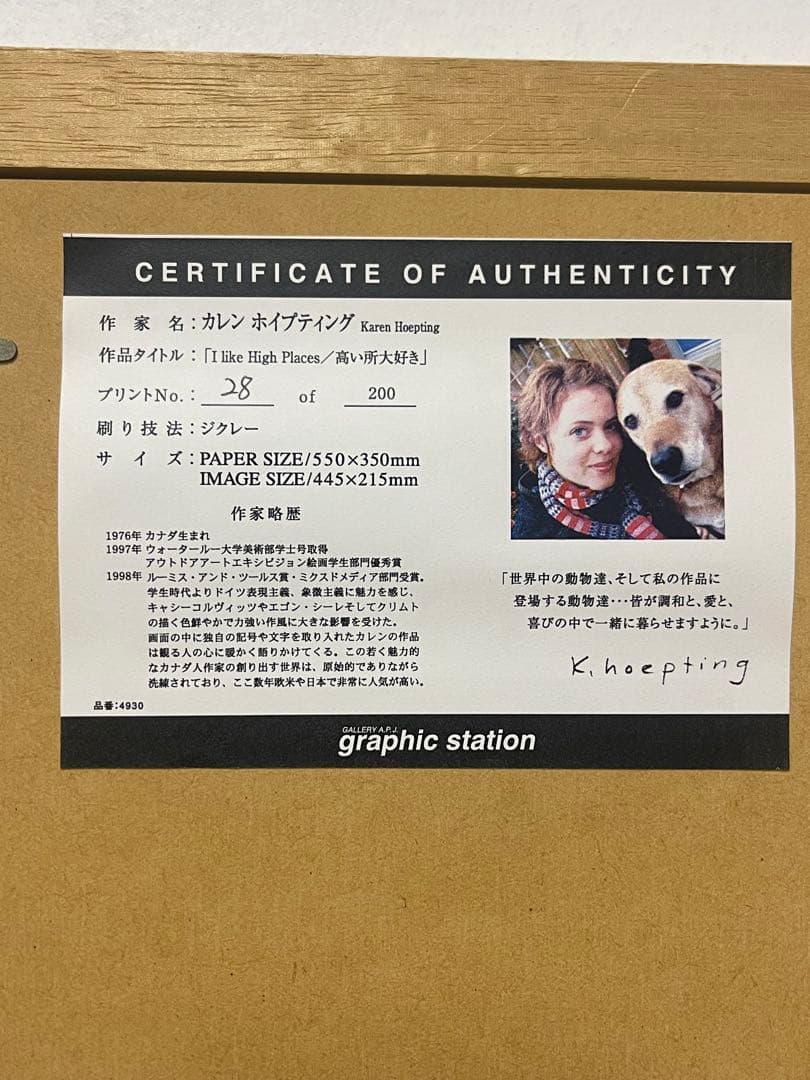 CERTIFICATE OF AUTHENTICITY
作家名：カレン ホイプティング Karen Hoepting
作品タイトル：「I like High Places／高い所大好き」
プリントNo.： 28 of 200
刷り技法：ジクレー
サイズ：PAPER SIZE/550×350mm
IMAGE SIZE/445×215mm
作家略歴
1976年 カナダ生まれ
1997年 ウォータールー大学美術部学士号取得
アウトドアアートエキシビジョン絵画学生部門優秀賞
1998年 ルーミス・アンド・ツールス賞・ミクスドメディア部門受賞。
学生時代よりドイツ表現主義、象徴主義に魅力を感じ、
キャシーコルヴィッツやエゴン・シーレそしてクリムト
の描く色鮮やかで力強い作風に大きな影響を受けた。
画面の中に独自の記号や文字を取り入れたカレンの作品
は観る人の心に暖かく語りかけてくる。この若く魅力的
なカナダ人作家の創り出す世界は、原始的でありながら
洗練されており、ここ数年欧米や日本で非常に人気が高い。
品番：4930
「世界中の動物達、そして私の作品に
登場する動物達・・・皆が調和と、愛と、
喜びの中で一緒に暮らせますように。」
K. hoepting
GALLERY A.P.J.
graphic station